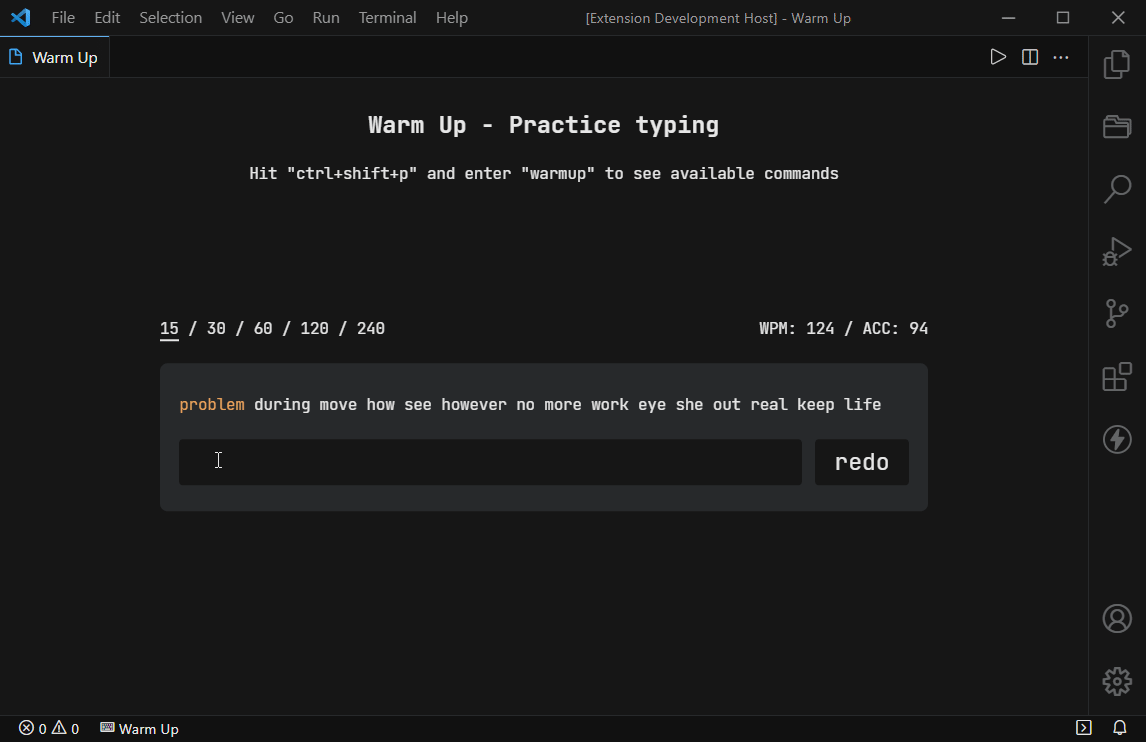 File Edit Selection View Go Run Terminal Help [Extension Development Host] - Warm Up
Warm Up
Warm Up - Practice typing
Hit "ctrl+shift+p" and enter "warmup" to see available commands
15 / 30 / 60 / 120 / 240 WPM: 124 / ACC: 94
problem during move how see however no more work eye she out real keep life
redo
0 0 Warm Up